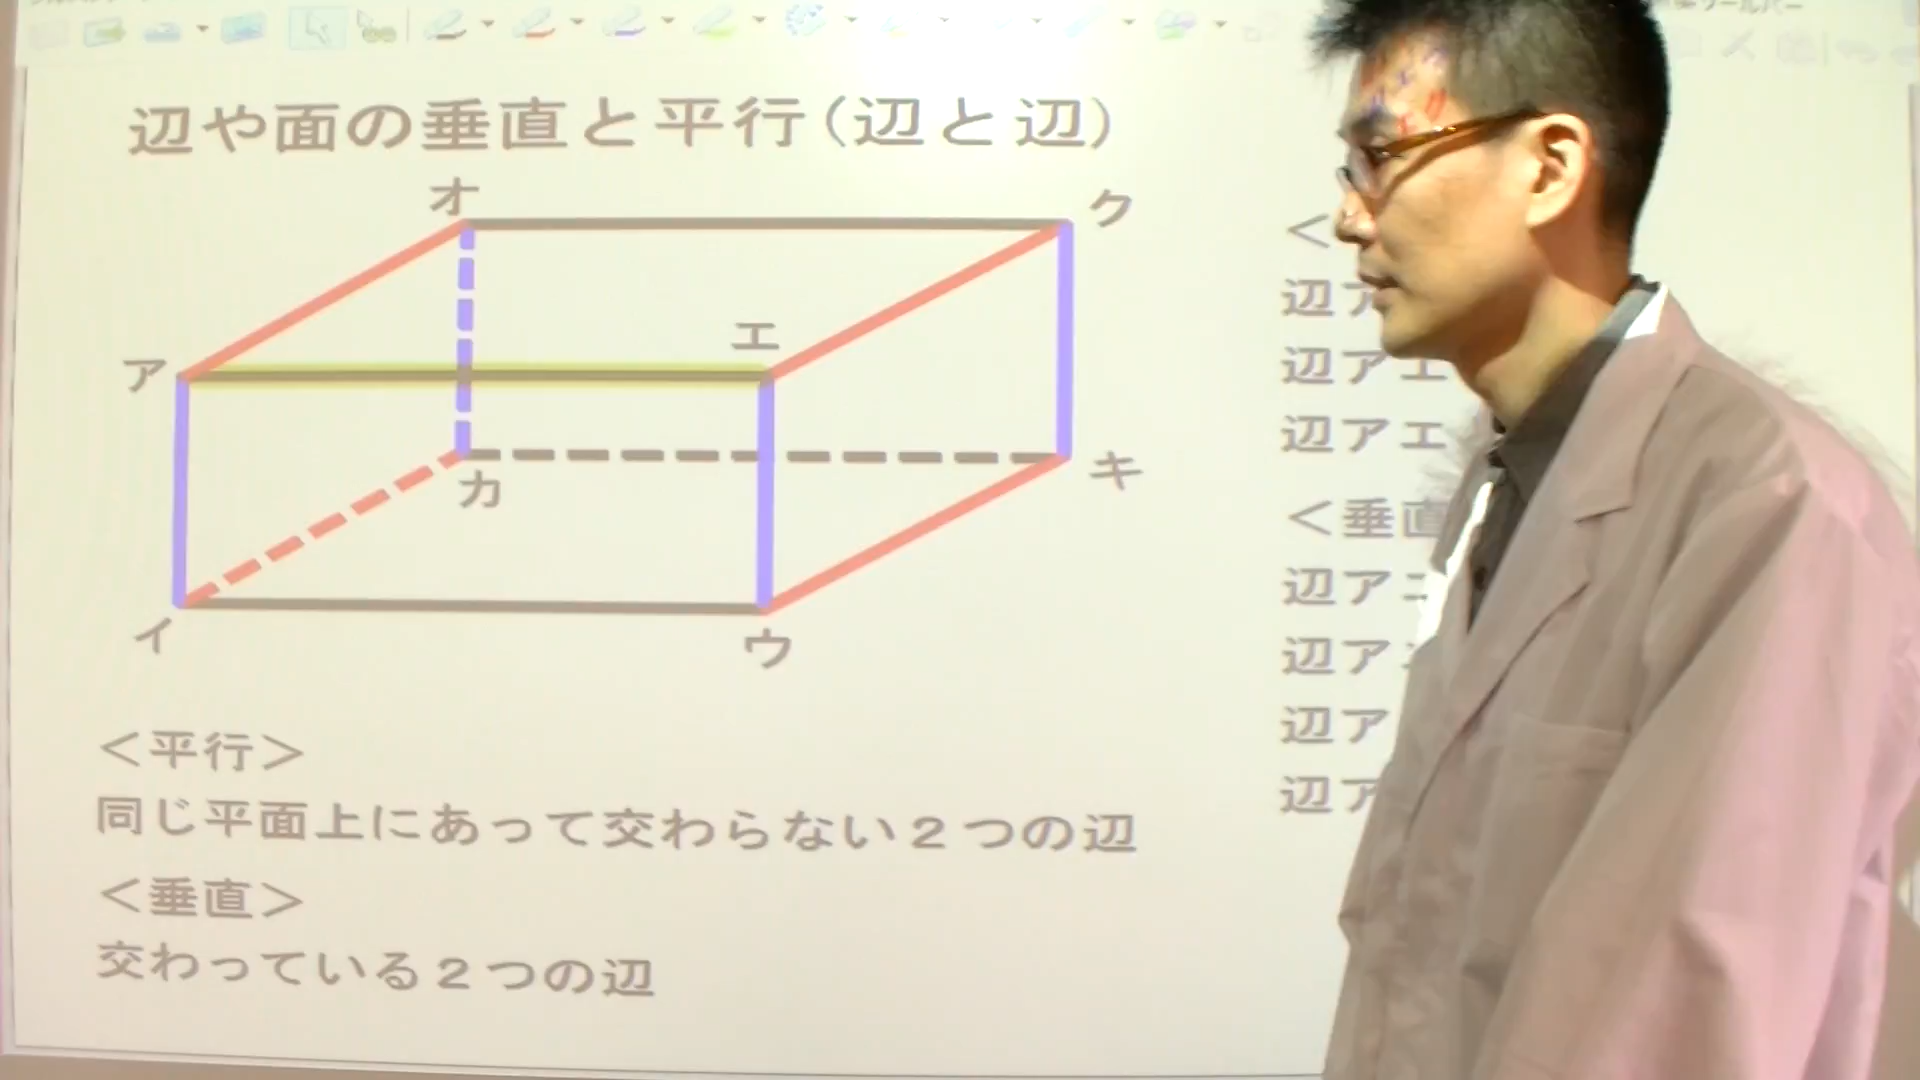 辺や面の垂直と平行(辺と辺)
オ
ク
エ
ア
カ
キ
イ
ウ
<平行>
同じ平面上にあって交わらない2つの辺
<垂直>
交わっている2つの辺
<
辺ア
辺アエ
辺アエ
<垂直
辺アエ
辺ア
辺ア
辺ア